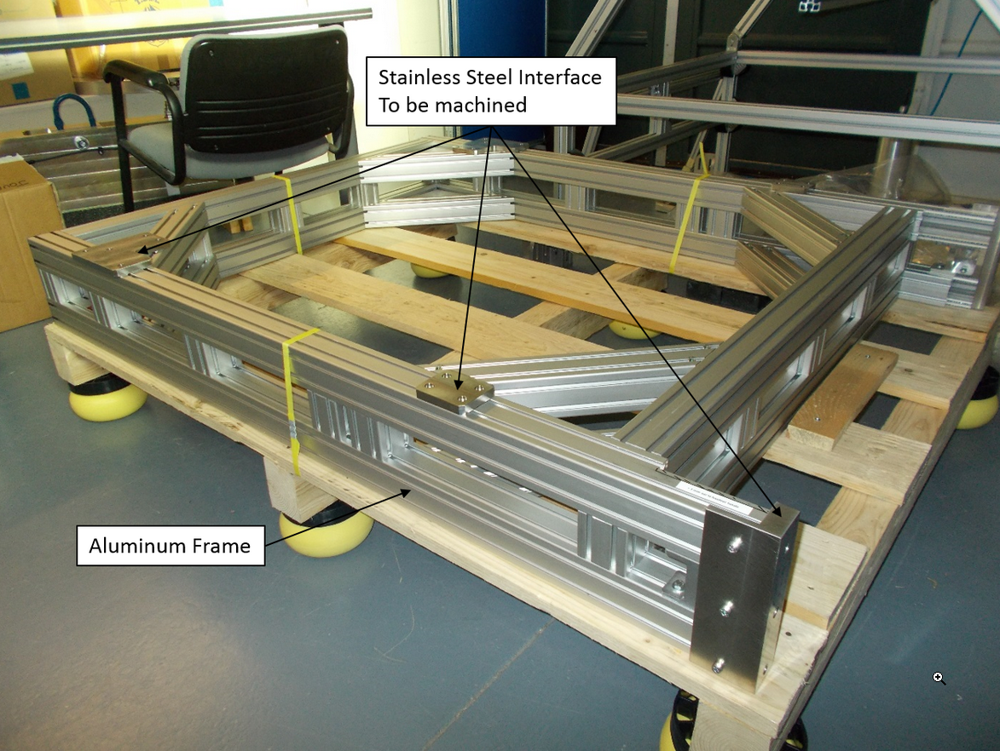 Stainless Steel Interface
To be machined
Aluminum Frame